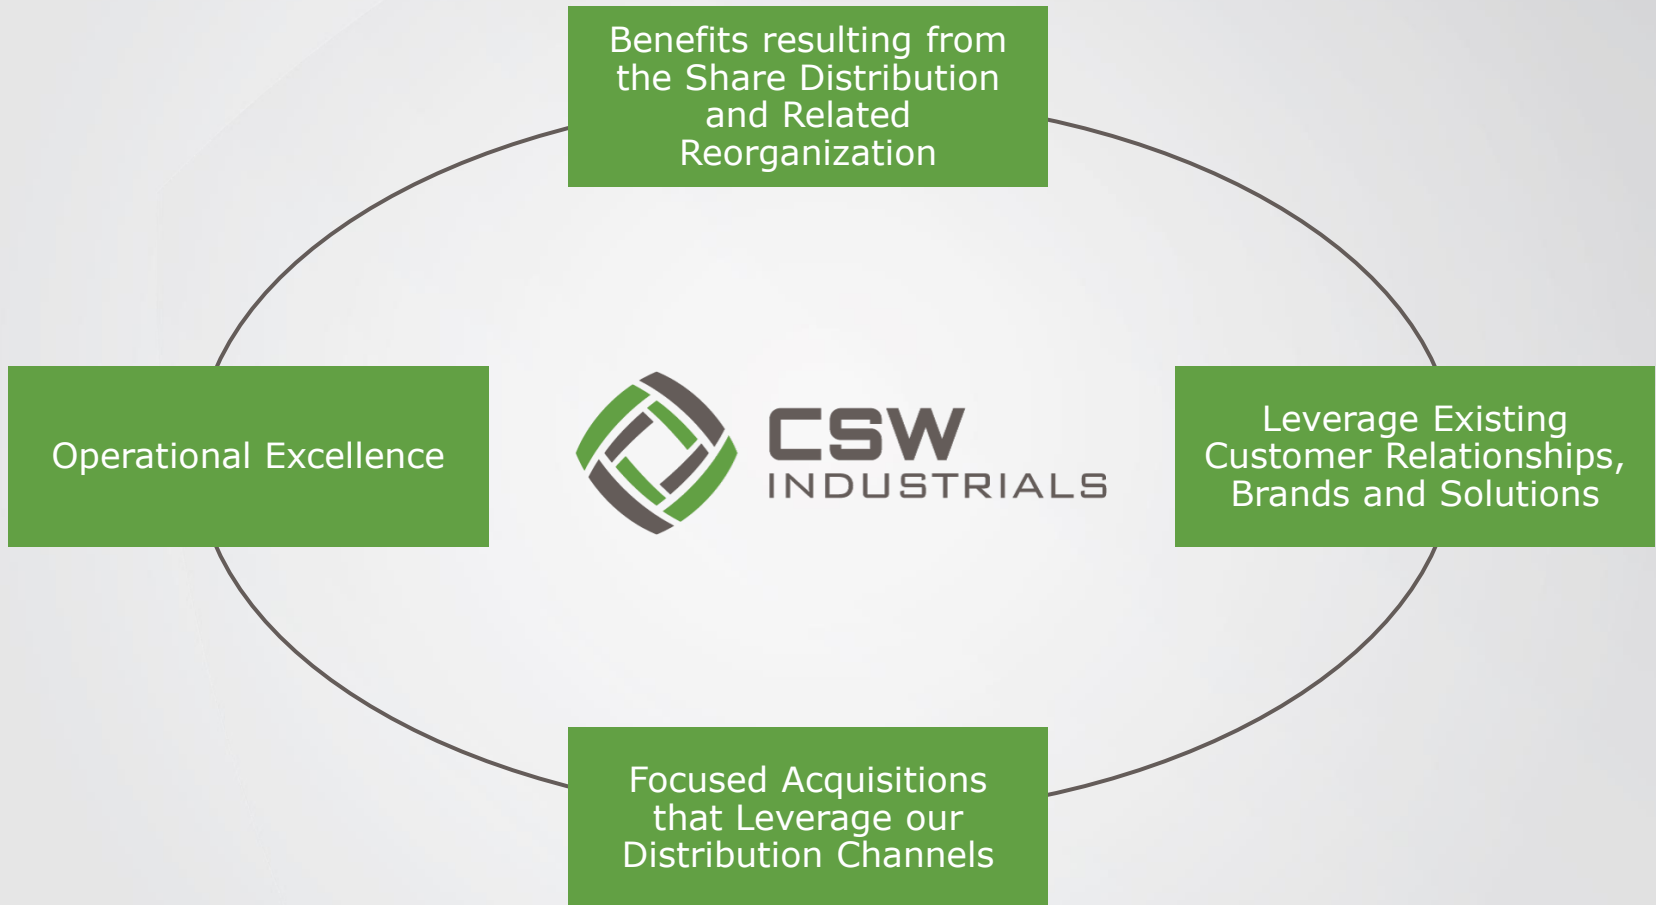 Benefits resulting from
the Share Distribution
and Related
Reorganization
Operational Excellence
CSW
INDUSTRIALS
Leverage Existing
Customer Relationships,
Brands and Solutions
Focused Acquisitions
that Leverage our
Distribution Channels